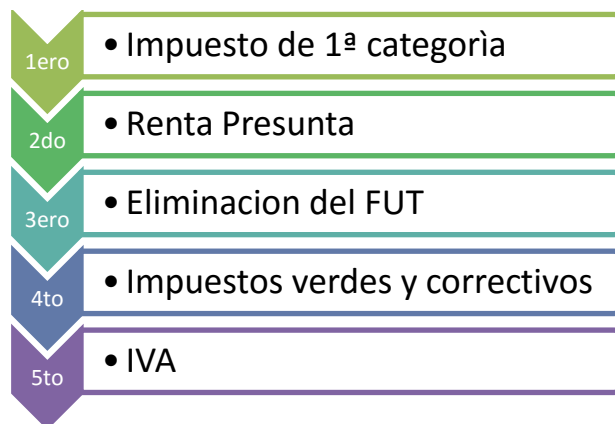 1ero
• Impuesto de 1ª categorìa
2do
• Renta Presunta
3ero
• Eliminacion del FUT
4to
• Impuestos verdes y correctivos
5to
• IVA